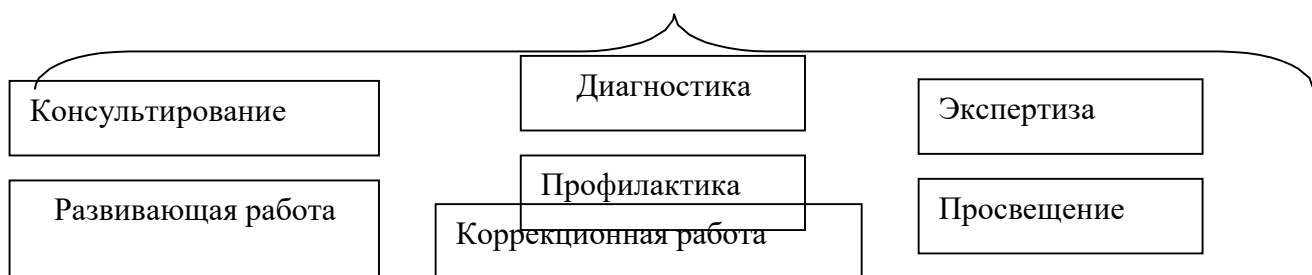 Консультирование
Диагностика
Экспертиза
Развивающая работа
Профилактика
Просвещение
Коррекционная работа